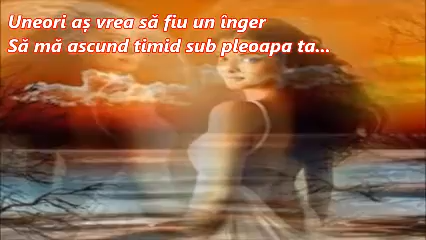 Uneori aș vrea să fiu un înger
Să mă ascund timid sub pleoapa ta...